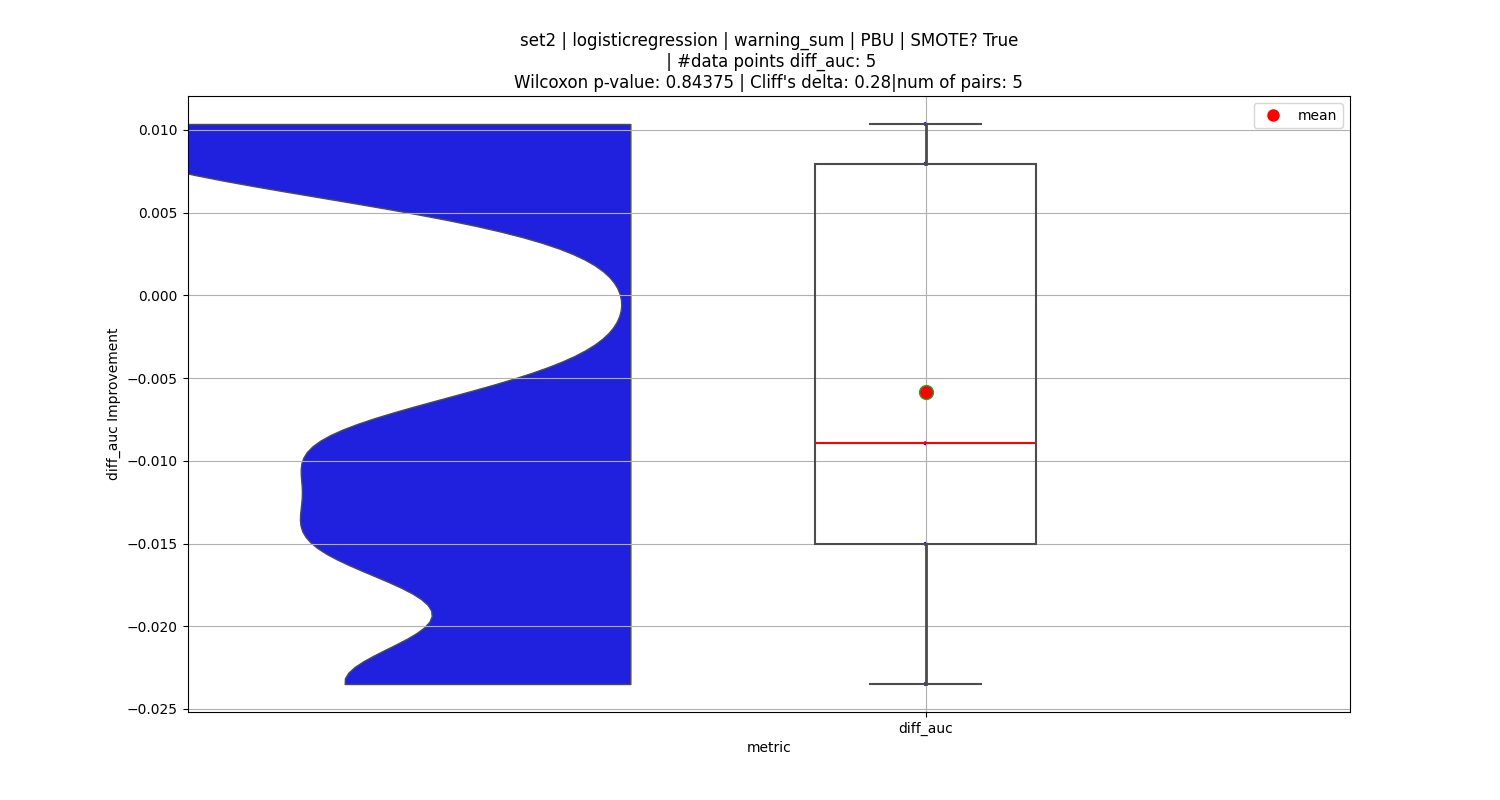 set2 | logisticregression | warning_sum | PBU | SMOTE? True
| #data points diff_auc: 5
Wilcoxon p-value: 0.84375 | Cliff's delta: 0.28|num of pairs: 5
mean
0.010
0.005
0.000
−0.005
−0.010
−0.015
−0.020
−0.025
diff_auc Improvement
diff_auc
metric